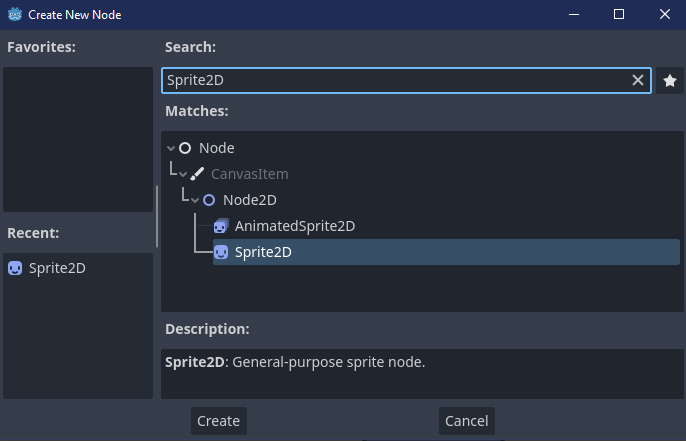 Create New Node
Favorites:
Search:
Sprite2D
Matches:
Node
CanvasItem
Node2D
AnimatedSprite2D
Sprite2D
Recent:
Sprite2D
Description:
Sprite2D: General-purpose sprite node.
Create
Cancel